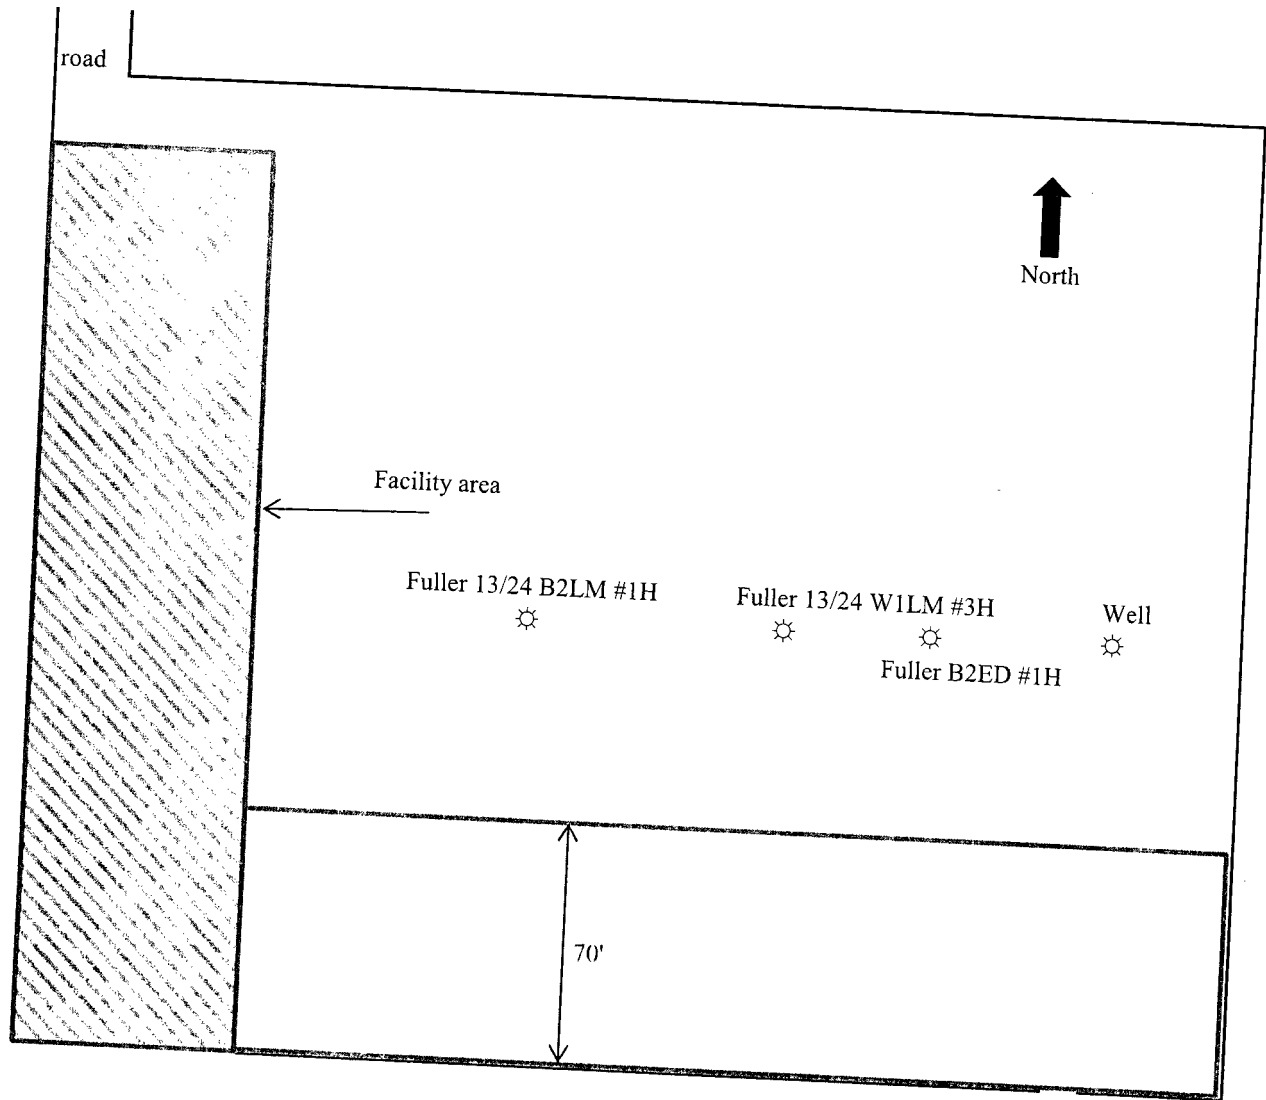 road
North
Facility area
Fuller 13/24 B2LM #1H
Fuller 13/24 W1LM #3H
Well
Fuller B2ED #1H
70'